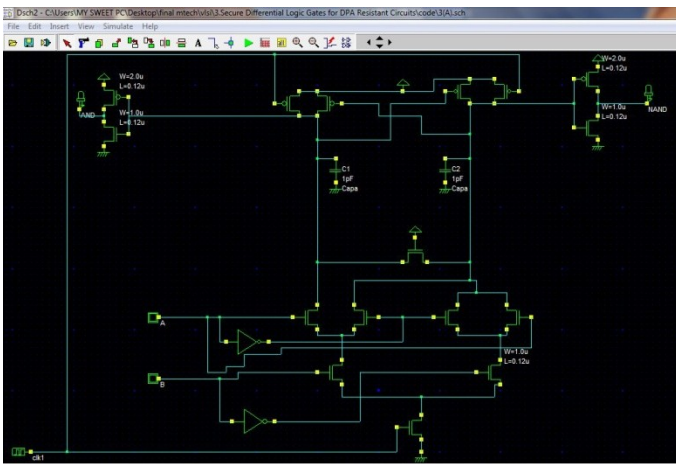 Dsch2 - C:\Users\MY SWEET PC\Desktop\final mtech\vlsi\3.Secure Differential Logic Gates for DPA Resistant Circuits\code\3(A).sch
File Edit Insert View Simulate Help
W=2.0u
L=0.12u
W=2.0u
L=0.12u
AND
W=1.0u
L=0.12u
W=1.0u
L=0.12u
NAND
C1
1pF
Capa
C2
1pF
Capa
A
W=1.0u
L=0.12u
B
clk1